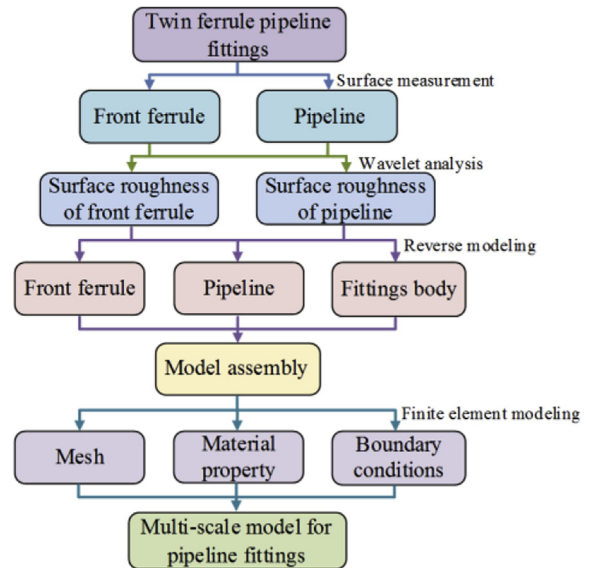 Twin ferrule pipeline
fittings
Surface measurement
Front ferrule
Pipeline
Wavelet analysis
Surface roughness
of front ferrule
Surface roughness
of pipeline
Reverse modeling
Front ferrule
Pipeline
Fittings body
Model assembly
Finite element modeling
Mesh
Material
property
Boundary
conditions
Multi-scale model for
pipeline fittings